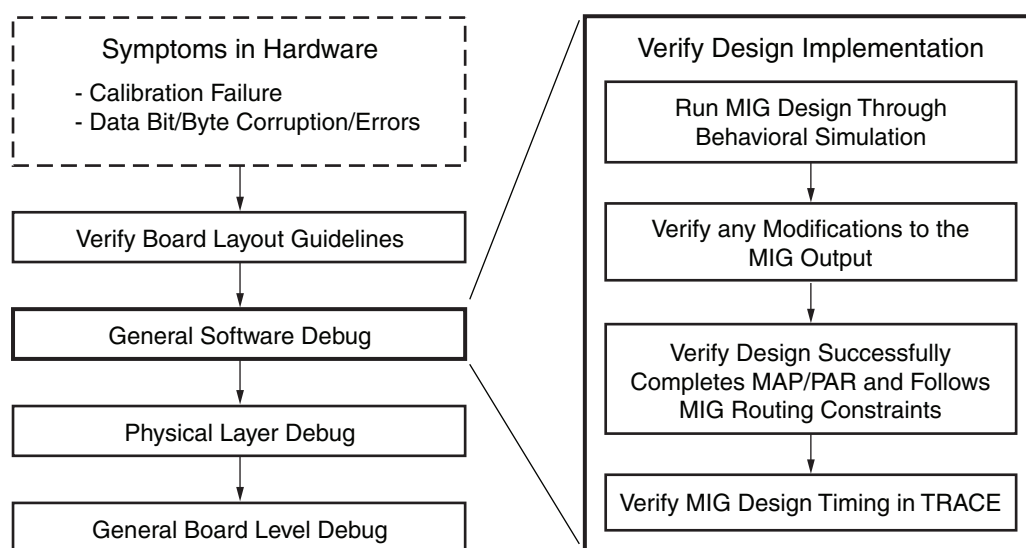 Symptoms in Hardware
- Calibration Failure
- Data Bit/Byte Corruption/Errors
Verify Board Layout Guidelines
General Software Debug
Physical Layer Debug
General Board Level Debug
Verify Design Implementation
Run MIG Design Through
Behavioral Simulation
Verify any Modifications to the
MIG Output
Verify Design Successfully
Completes MAP/PAR and Follows
MIG Routing Constraints
Verify MIG Design Timing in TRACE